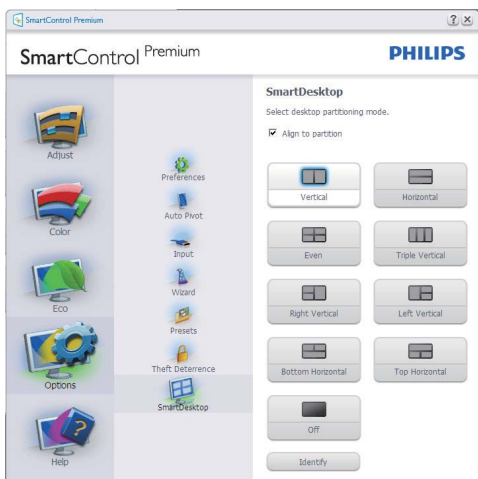 SmartControl Premium
SmartControl Premium
PHILIPS
Adjust
Color
Eco
Options
Help
Preferences
Auto Pivot
Input
Wizard
Presets
Theft Deterrence
SmartDesktop
SmartDesktop
Select desktop partitioning mode.
Align to partition
Vertical
Horizontal
Even
Triple Vertical
Right Vertical
Left Vertical
Bottom Horizontal
Top Horizontal
Off
Identify